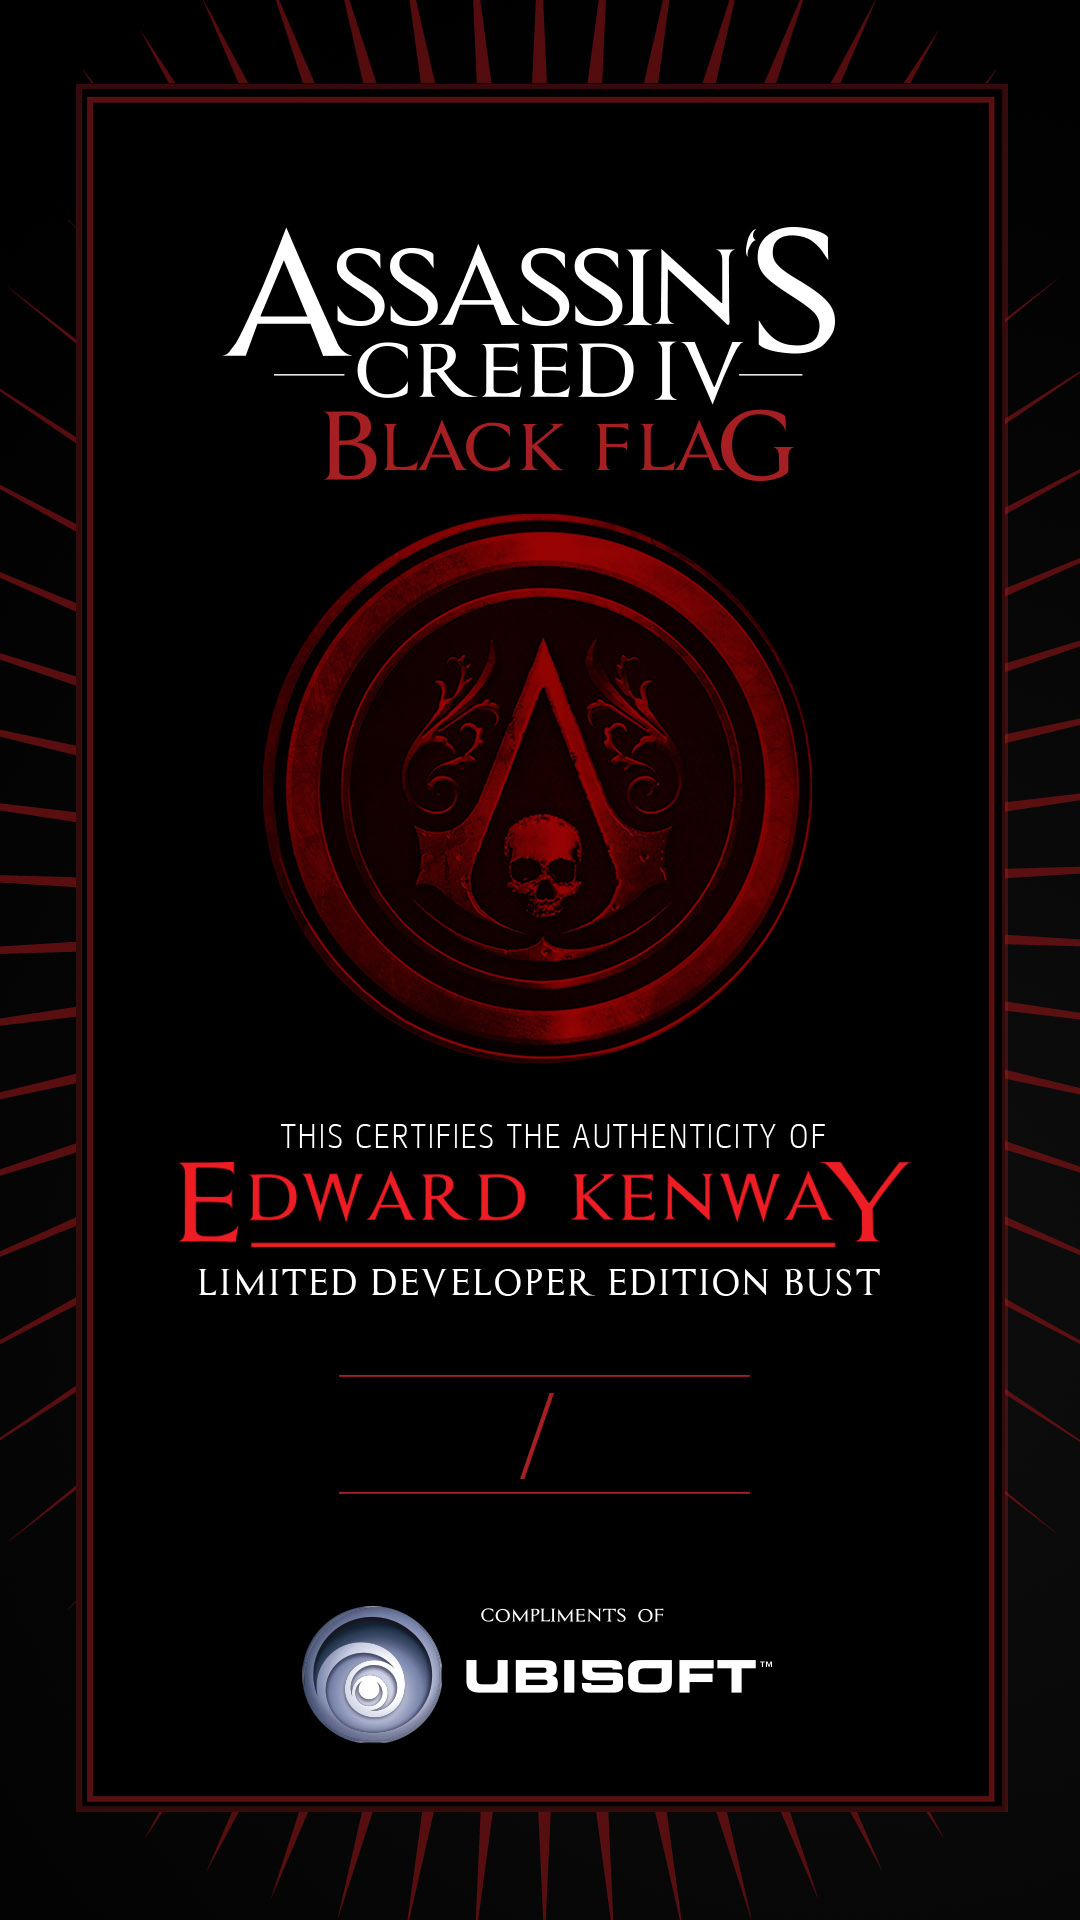 ASSASSIN'S
CREED IV
BLACK FLAG
THIS CERTIFIES THE AUTHENTICITY OF
EDWARD KENWAY
LIMITED DEVELOPER EDITION BUST
/
COMPLIMENTS OF
UBISOFT™